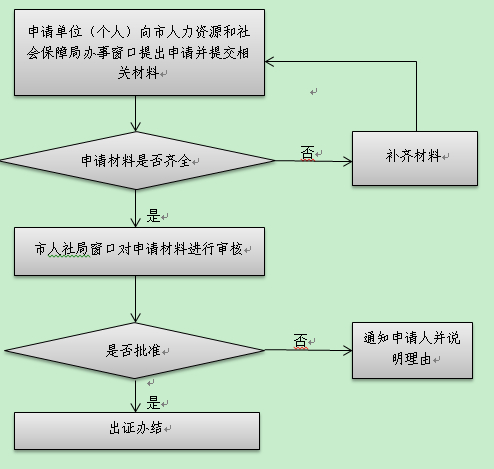 申请单位（个人）向市人力资源和社
会保障局办事窗口提出申请并提交相
关材料
申请材料是否齐全
否
补齐材料
是
市人社局窗口对申请材料进行审核
是否批准
否
通知申请人并说
明理由
是
出证办结